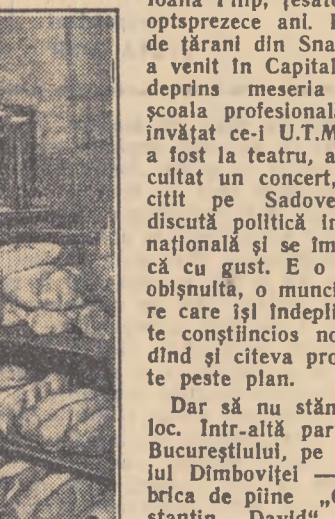 Ioana Filip, țesăt
optsprezece ani. 
de țărani din Sna
a venit în Capital
deprins meseria
școala profesional
învățat ce-i U.T.M
a fost la teatru, a
cultat un concert,
citit pe Sadove
discută politică in
națională și se îm
că cu gust. E o
obișnuita, o munci
re care își îndepli
te conștiincios no
dînd și cîteva pro
te peste plan.
Dar să nu stăm
loc. Într-altă par
Bucureștiului, pe
iul Dîmboviței —
brica de pîine „C
stantin David“